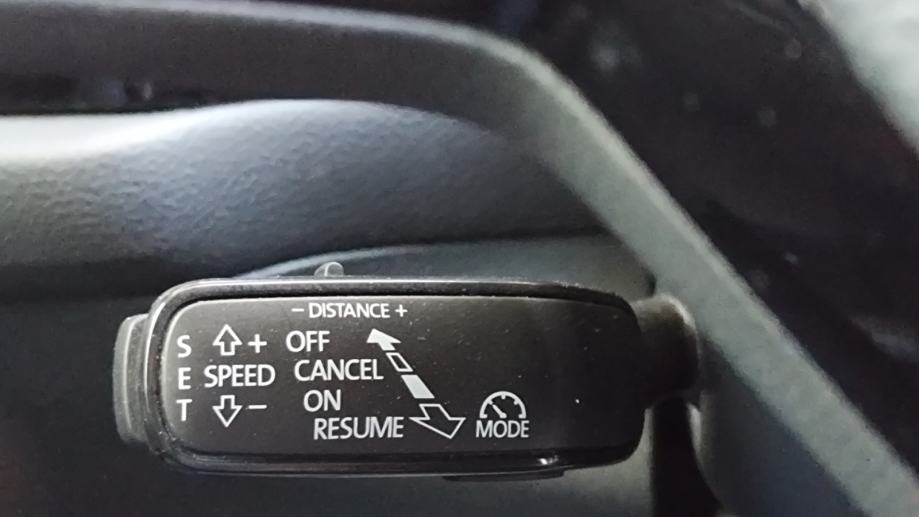 − DISTANCE +
S + OFF
E SPEED CANCEL
T − ON
RESUME MODE